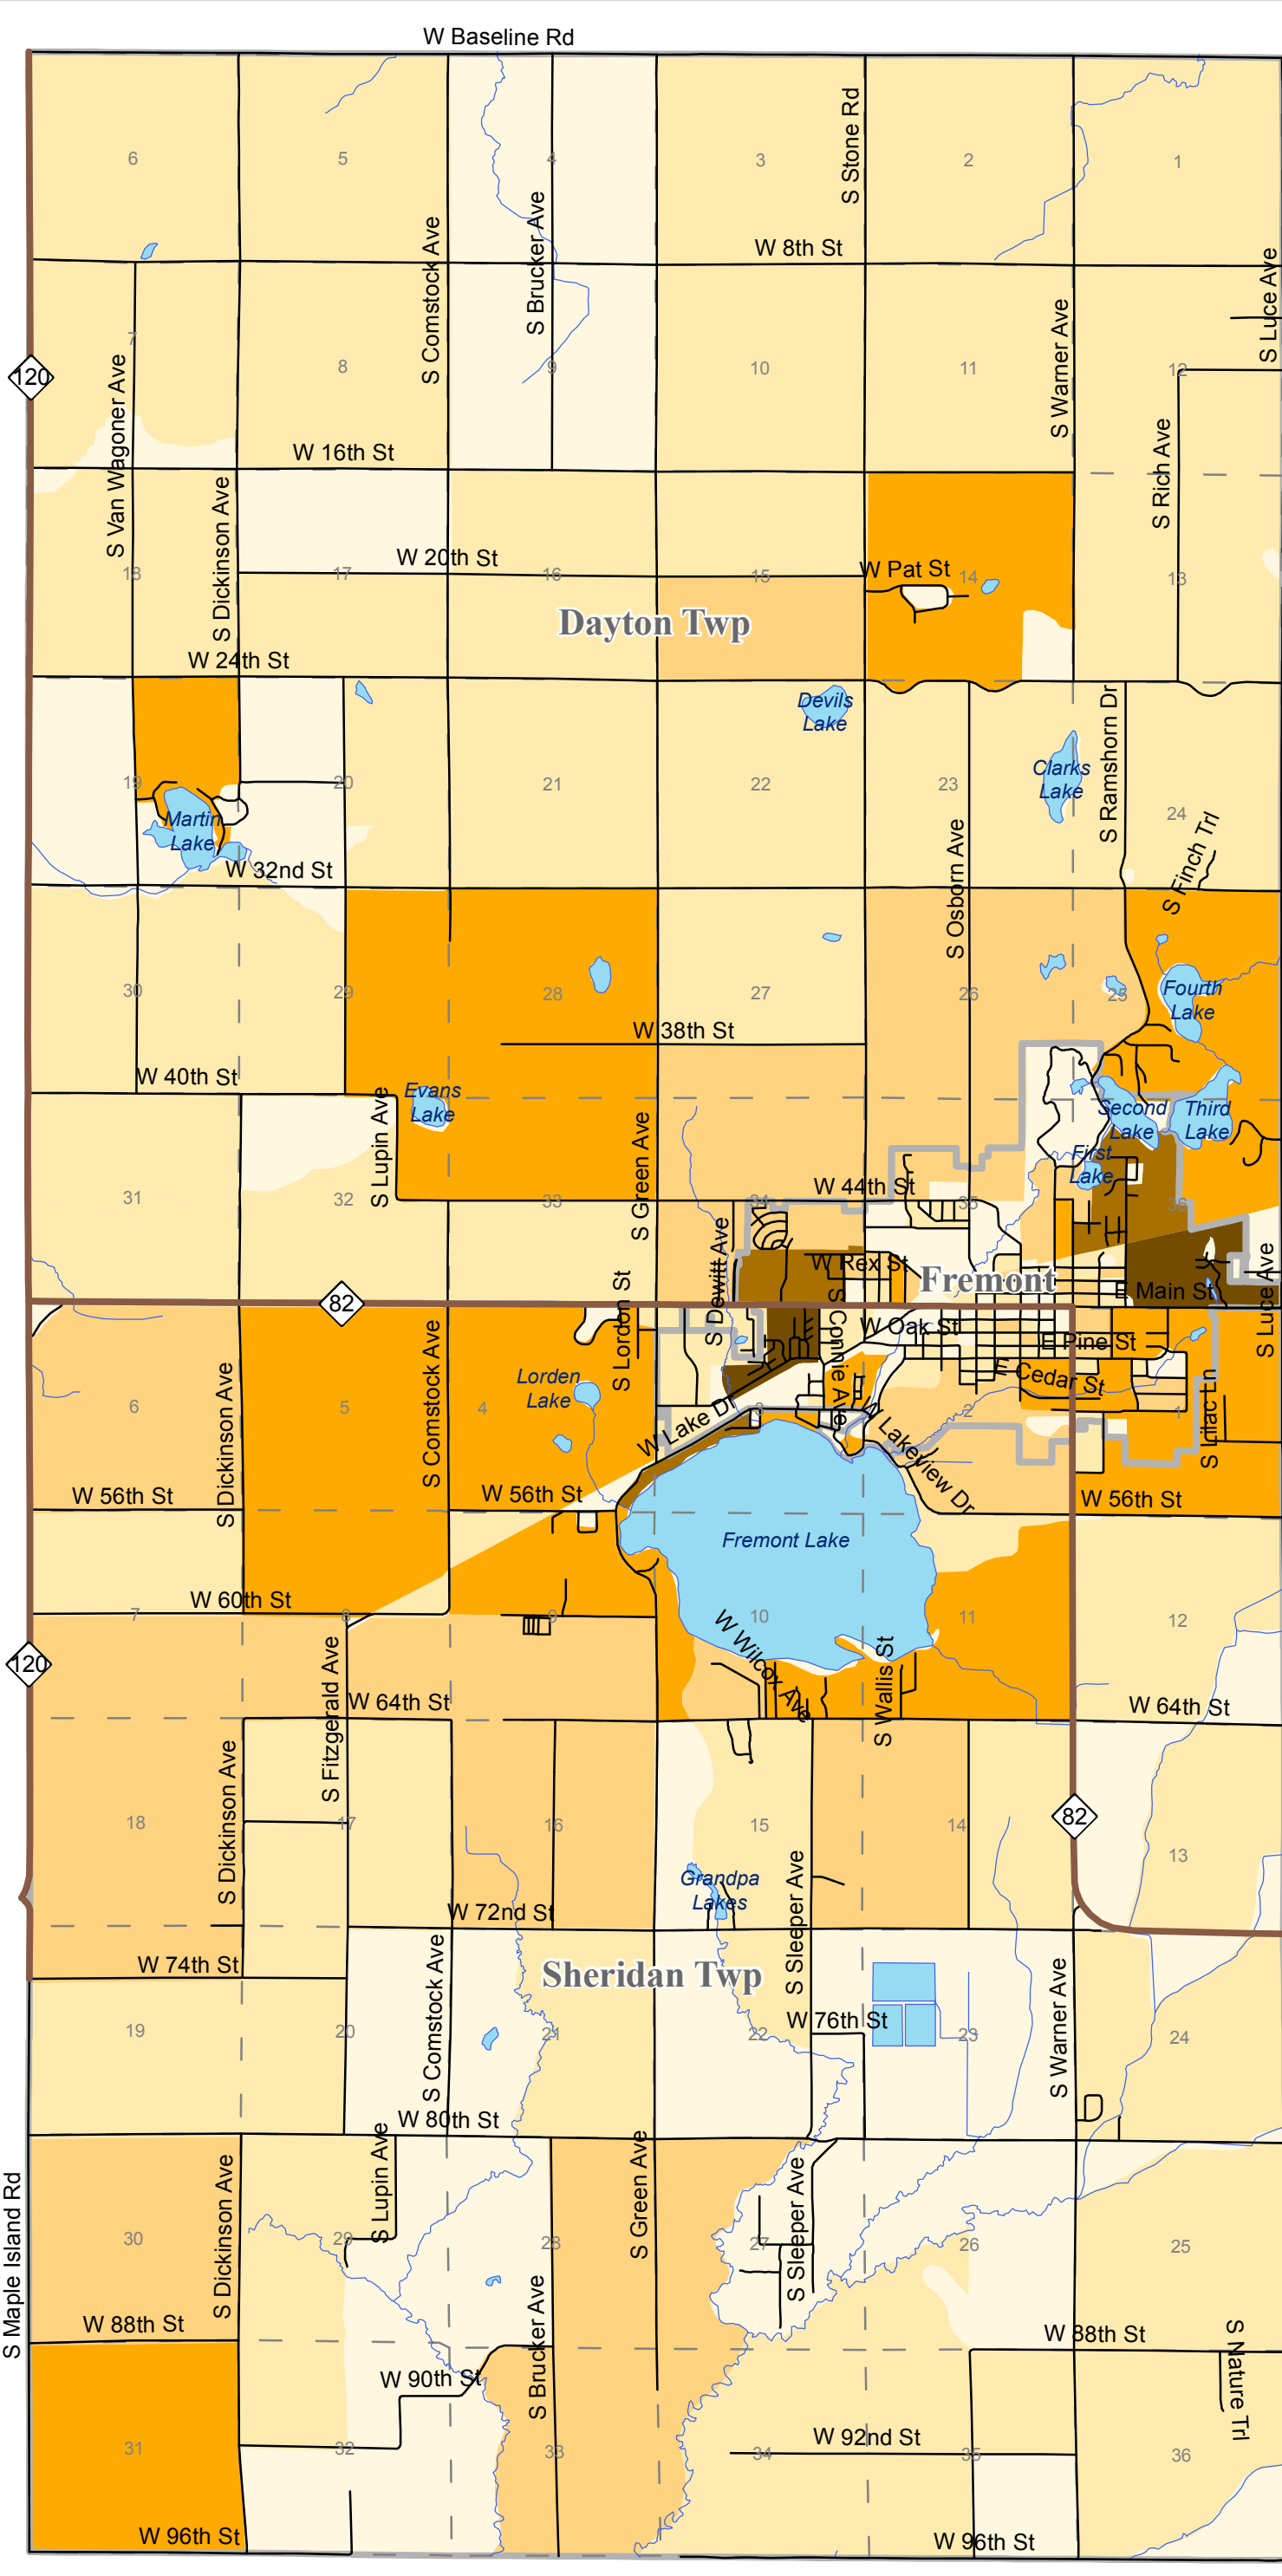 W Baseline Rd
6
5
4
3
2
1
S Stone Rd
S Comstock Ave
S Brucker Ave
W 8th St
S Luce Ave
7
8
9
10
11
12
120
S Van Wagoner Ave
S Warner Ave
S Rich Ave
W 16th St
S Dickinson Ave
W 20th St
W Pat St
18
17
16
15
14
13
Dayton Twp
W 24th St
Devils
Lake
Clarks
Lake
S Ramshorn Dr
19
20
21
22
23
24
Martin
Lake
S Finch Trl
W 32nd St
S Osborn Ave
30
29
28
27
26
25
Fourth
Lake
W 38th St
W 40th St
Evans
Lake
S Lupin Ave
S Green Ave
Second
Lake
Third
Lake
First
Lake
31
32
33
34
35
36
W 44th St
S Dewitt Ave
W Rex St
Fremont
S Luce Ave
82
S Lordon St
S Connie Ave
E Main St
W Oak St
E Pine St
S Comstock Ave
S Dickinson Ave
Lorden
Lake
E Cedar St
S Lilac Ln
6
5
4
3
2
1
W Lake Dr
W Lakeview Dr
W 56th St
W 56th St
W 56th St
Fremont Lake
W 60th St
7
8
9
10
11
12
W Wilcox Ave
S Wallis St
120
S Fitzgerald Ave
W 64th St
W 64th St
S Dickinson Ave
82
18
17
16
15
14
13
Grandpa
Lakes
S Sleeper Ave
W 72nd St
W 74th St
Sheridan Twp
S Comstock Ave
S Warner Ave
W 76th St
19
20
21
22
23
24
W 80th St
S Lupin Ave
S Green Ave
S Maple Island Rd
S Dickinson Ave
S Sleeper Ave
30
29
28
27
26
25
W 88th St
W 88th St
S Brucker Ave
S Nature Trl
W 90th St
W 92nd St
31
32
33
34
35
36
W 96th St
W 96th St